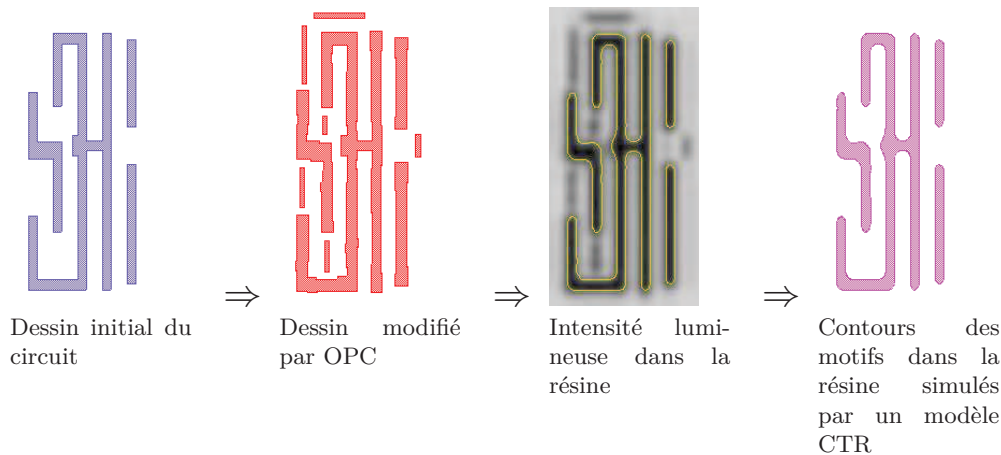 Dessin initial du
circuit
⇒
Dessin modifié
par OPC
⇒
Intensité lumi-
neuse dans la
résine
⇒
Contours des
motifs dans la
résine simulés
par un modèle
CTR